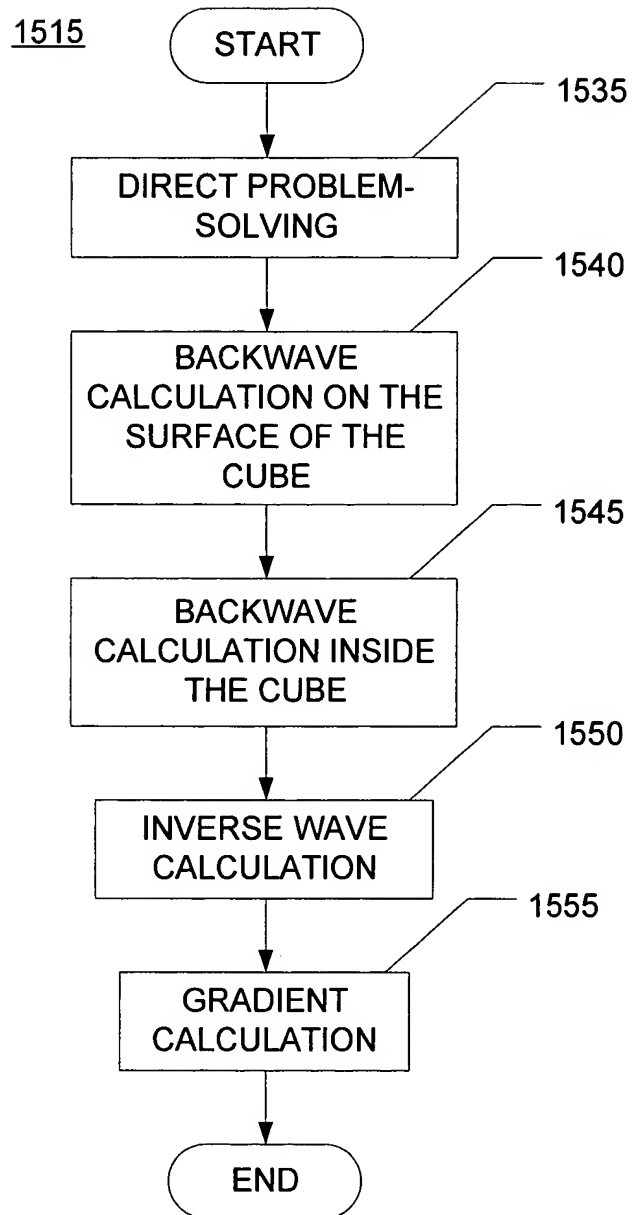 1515
START
1535
DIRECT PROBLEM-
SOLVING
1540
BACKWAVE
CALCULATION ON THE
SURFACE OF THE
CUBE
1545
BACKWAVE
CALCULATION INSIDE
THE CUBE
1550
INVERSE WAVE
CALCULATION
1555
GRADIENT
CALCULATION
END